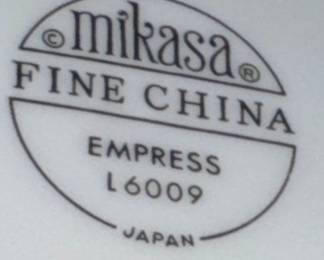 © mikasa ®
FINE CHINA
EMPRESS
L6009
JAPAN